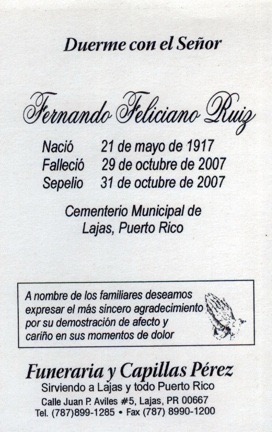 Duerme con el Señor
Fernando Feliciano Ruiz
Nació 21 de mayo de 1917
Falleció 29 de octubre de 2007
Sepelio 31 de octubre de 2007
Cementerio Municipal de
Lajas, Puerto Rico
A nombre de los familiares deseamos
expresar el más sincero agradecimiento
por su demostración de afecto y
cariño en sus momentos de dolor
Funeraria y Capillas Pérez
Sirviendo a Lajas y todo Puerto Rico
Calle Juan P. Aviles #5, Lajas, PR 00667
Tel. (787)899-1285 • Fax (787) 8990-1200